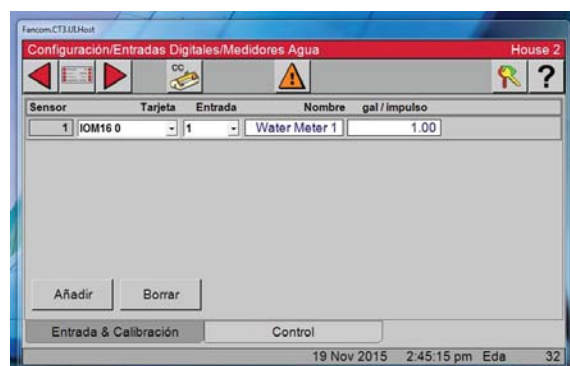 Fancom.CT3.UI.Host
Configuración/Entradas Digitales/Medidores Agua House 2
CC
?
Sensor Tarjeta Entrada Nombre gal / impulso
1 IOM16 0 1 Water Meter 1 1.00
Añadir Borrar
Entrada & Calibración Control
19 Nov 2015 2:45:15 pm Eda 32